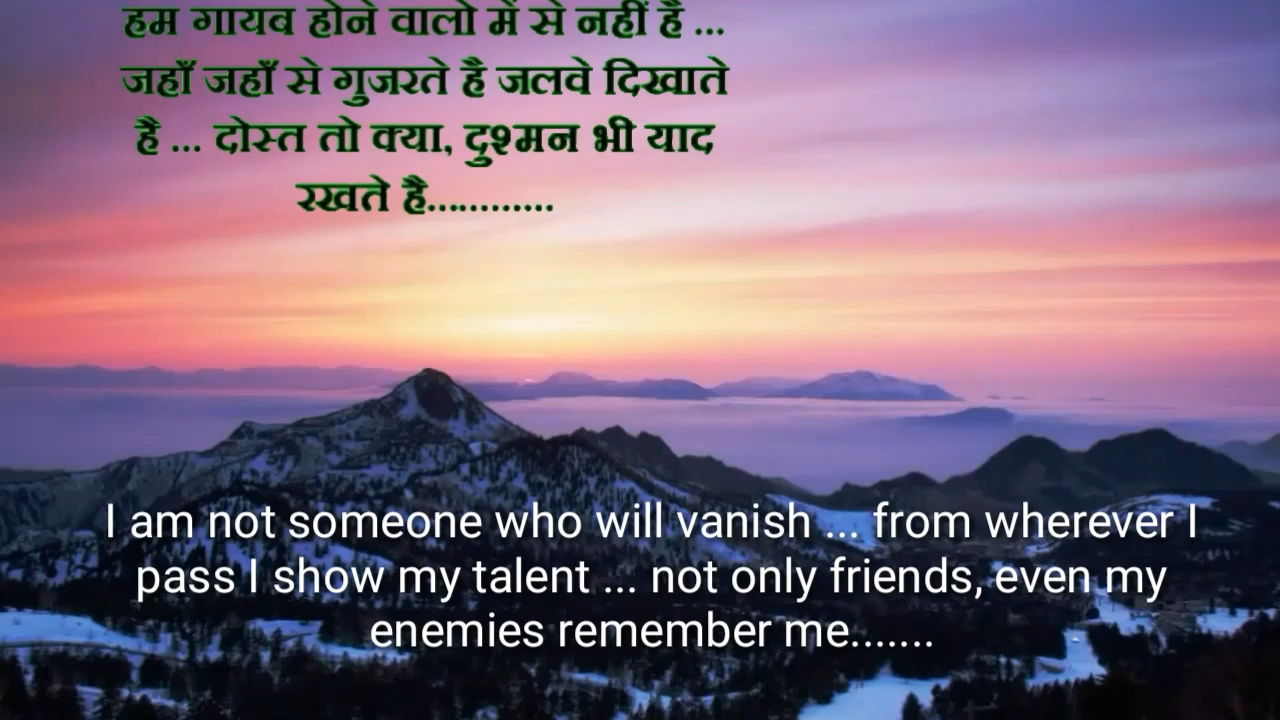 हम गायब होने वालो में से नहीं है ...
जहाँ जहाँ से गुजरते है जलवे दिखाते
है ... दोस्त तो क्या, दुश्मन भी याद
रखते है............
I am not someone who will vanish ... from wherever I
pass I show my talent ... not only friends, even my
enemies remember me.......